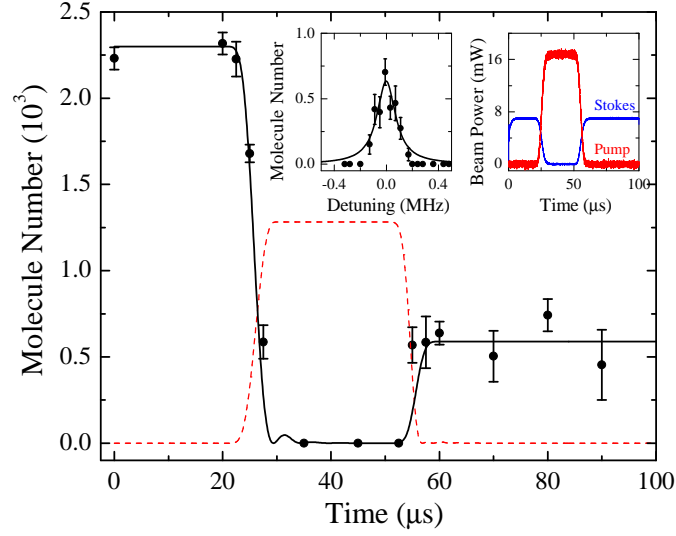 2.5
2.0
1.5
1.0
0.5
0.0
Molecule Number (10³)
0 20 40 60 80 100
Time (μs)
1.0
0.5
0.0
Molecule Number
-0.4 0.0 0.4
Detuning (MHz)
16
8
0
Beam Power (mW)
Stokes
Pump
0 50 100
Time (μs)